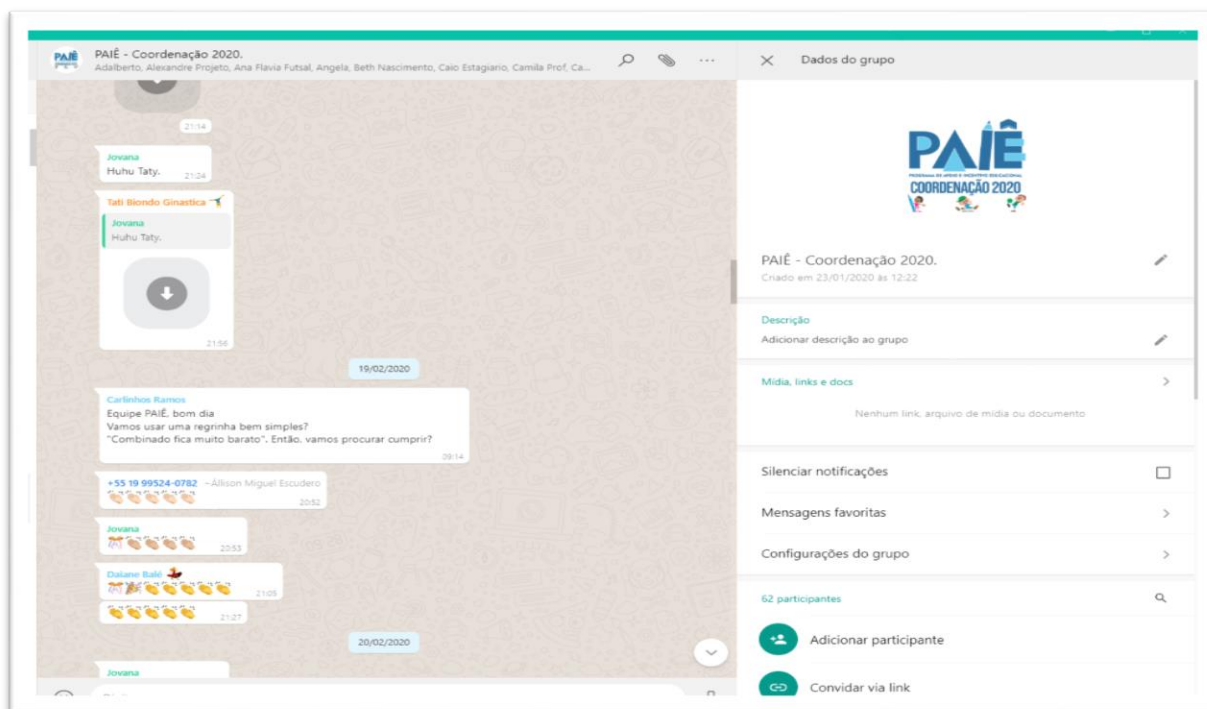 PAIÊ
PAIÊ - Coordenação 2020.
Adalberto, Alexandre Projeto, Ana Flavia Futsal, Angela, Beth Nascimento, Caio Estagiario, Camila Prof, Ca...
21:14
Jovana
Huhu Taty.
21:24
Tati Biondo Ginastica
Jovana
Huhu Taty.
21:56
19/02/2020
Carlinhos Ramos
Equipe PAIÊ, bom dia
Vamos usar uma regrinha bem simples?
"Combinado fica muito barato". Então, vamos procurar cumprir?
09:14
+55 19 99524-0782 ~Állison Miguel Escudero
20:52
Jovana
20:53
Daiane Balé
21:05
21:27
20/02/2020
Jovana
Dados do grupo
PAIÊ
PROGRAMA DE APOIO E INCENTIVO EDUCACIONAL
COORDENAÇÃO 2020
PAIÊ - Coordenação 2020.
Criado em 23/01/2020 às 12:22
Descrição
Adicionar descrição ao grupo
Mídia, links e docs
Nenhum link, arquivo de mídia ou documento
Silenciar notificações
Mensagens favoritas
Configurações do grupo
62 participantes
Adicionar participante
Convidar via link